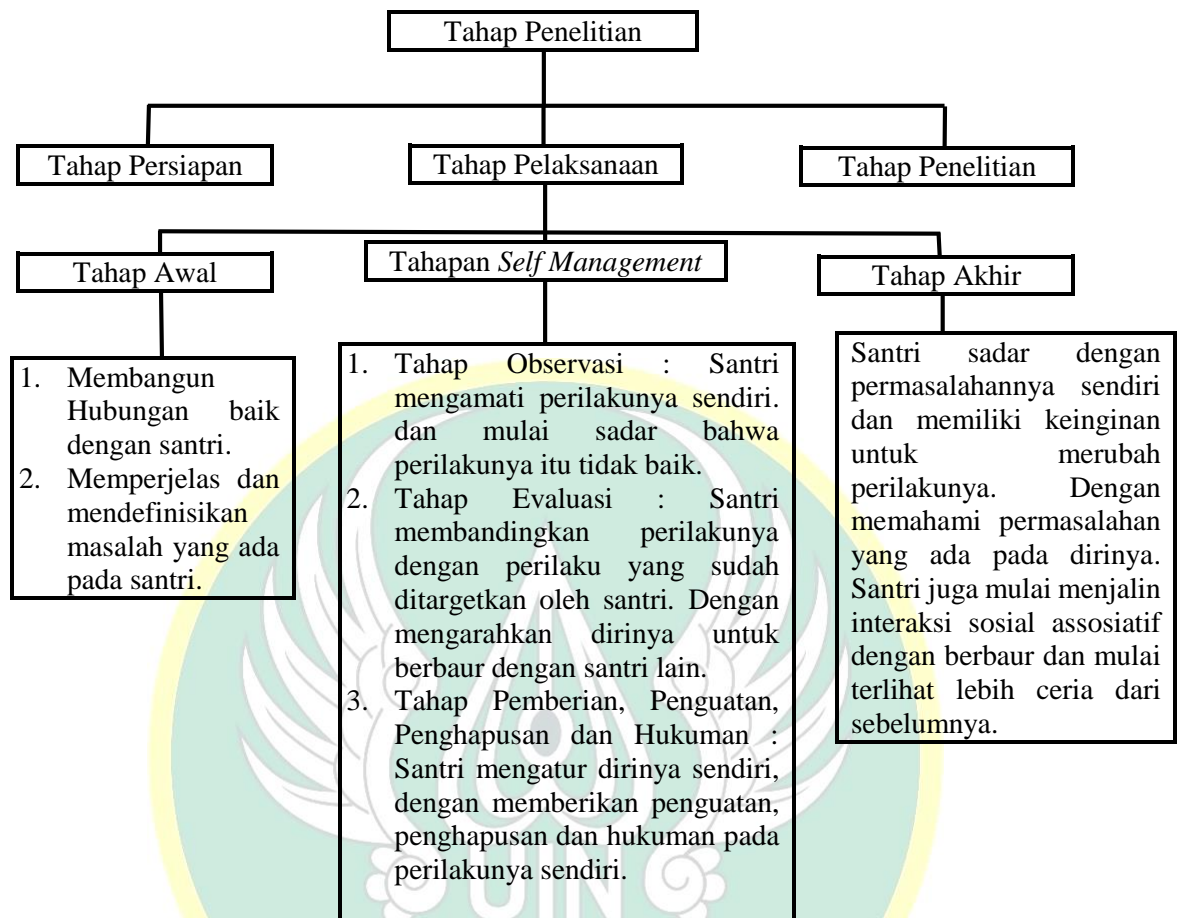 Tahap Penelitian
Tahap Persiapan
Tahap Pelaksanaan
Tahap Penelitian
Tahap Awal
Tahapan Self Management
Tahap Akhir
1. Membangun
Hubungan baik
dengan santri.
2. Memperjelas dan
mendefinisikan
masalah yang ada
pada santri.
1. Tahap Observasi : Santri
mengamati perilakunya sendiri.
dan mulai sadar bahwa
perilakunya itu tidak baik.
2. Tahap Evaluasi : Santri
membandingkan perilakunya
dengan perilaku yang sudah
ditargetkan oleh santri. Dengan
mengarahkan dirinya untuk
berbaur dengan santri lain.
3. Tahap Pemberian, Penguatan,
Penghapusan dan Hukuman :
Santri mengatur dirinya sendiri,
dengan memberikan penguatan,
penghapusan dan hukuman pada
perilakunya sendiri.
Santri sadar dengan
permasalahannya sendiri
dan memiliki keinginan
untuk merubah
perilakunya. Dengan
memahami permasalahan
yang ada pada dirinya.
Santri juga mulai menjalin
interaksi sosial assosiatif
dengan berbaur dan mulai
terlihat lebih ceria dari
sebelumnya.
UIN